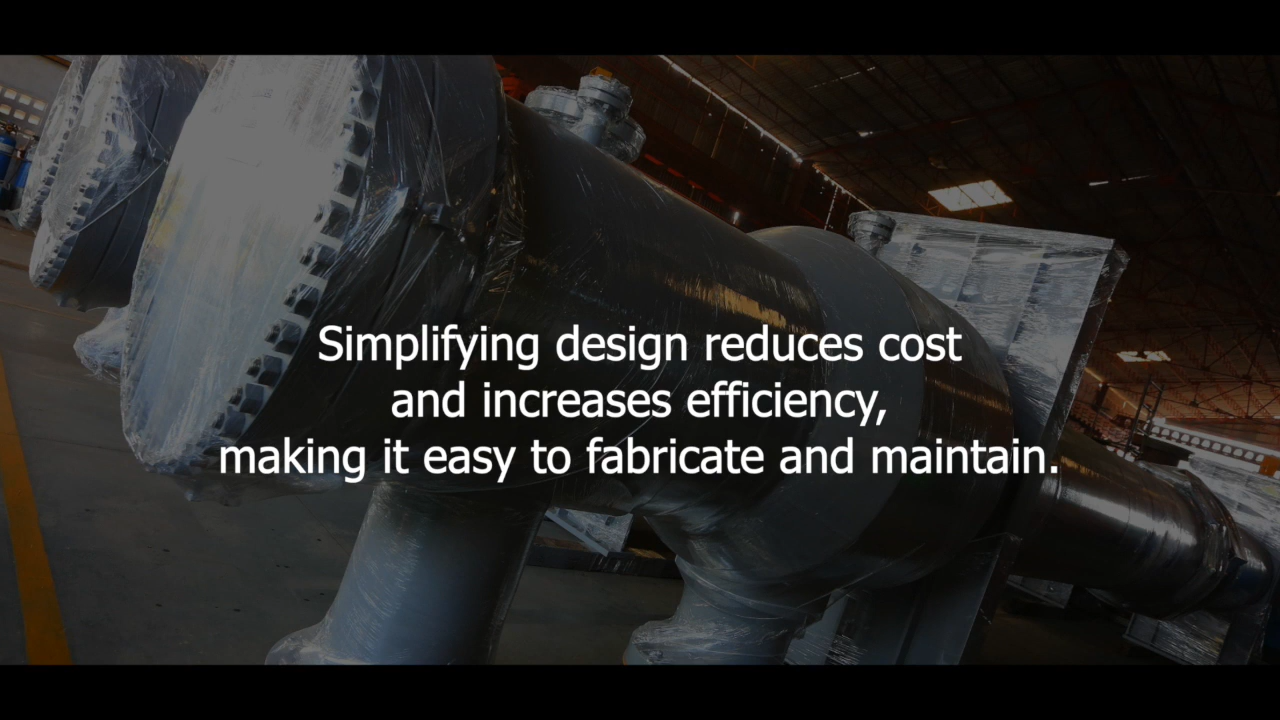 Simplifying design reduces cost
and increases efficiency,
making it easy to fabricate and maintain.